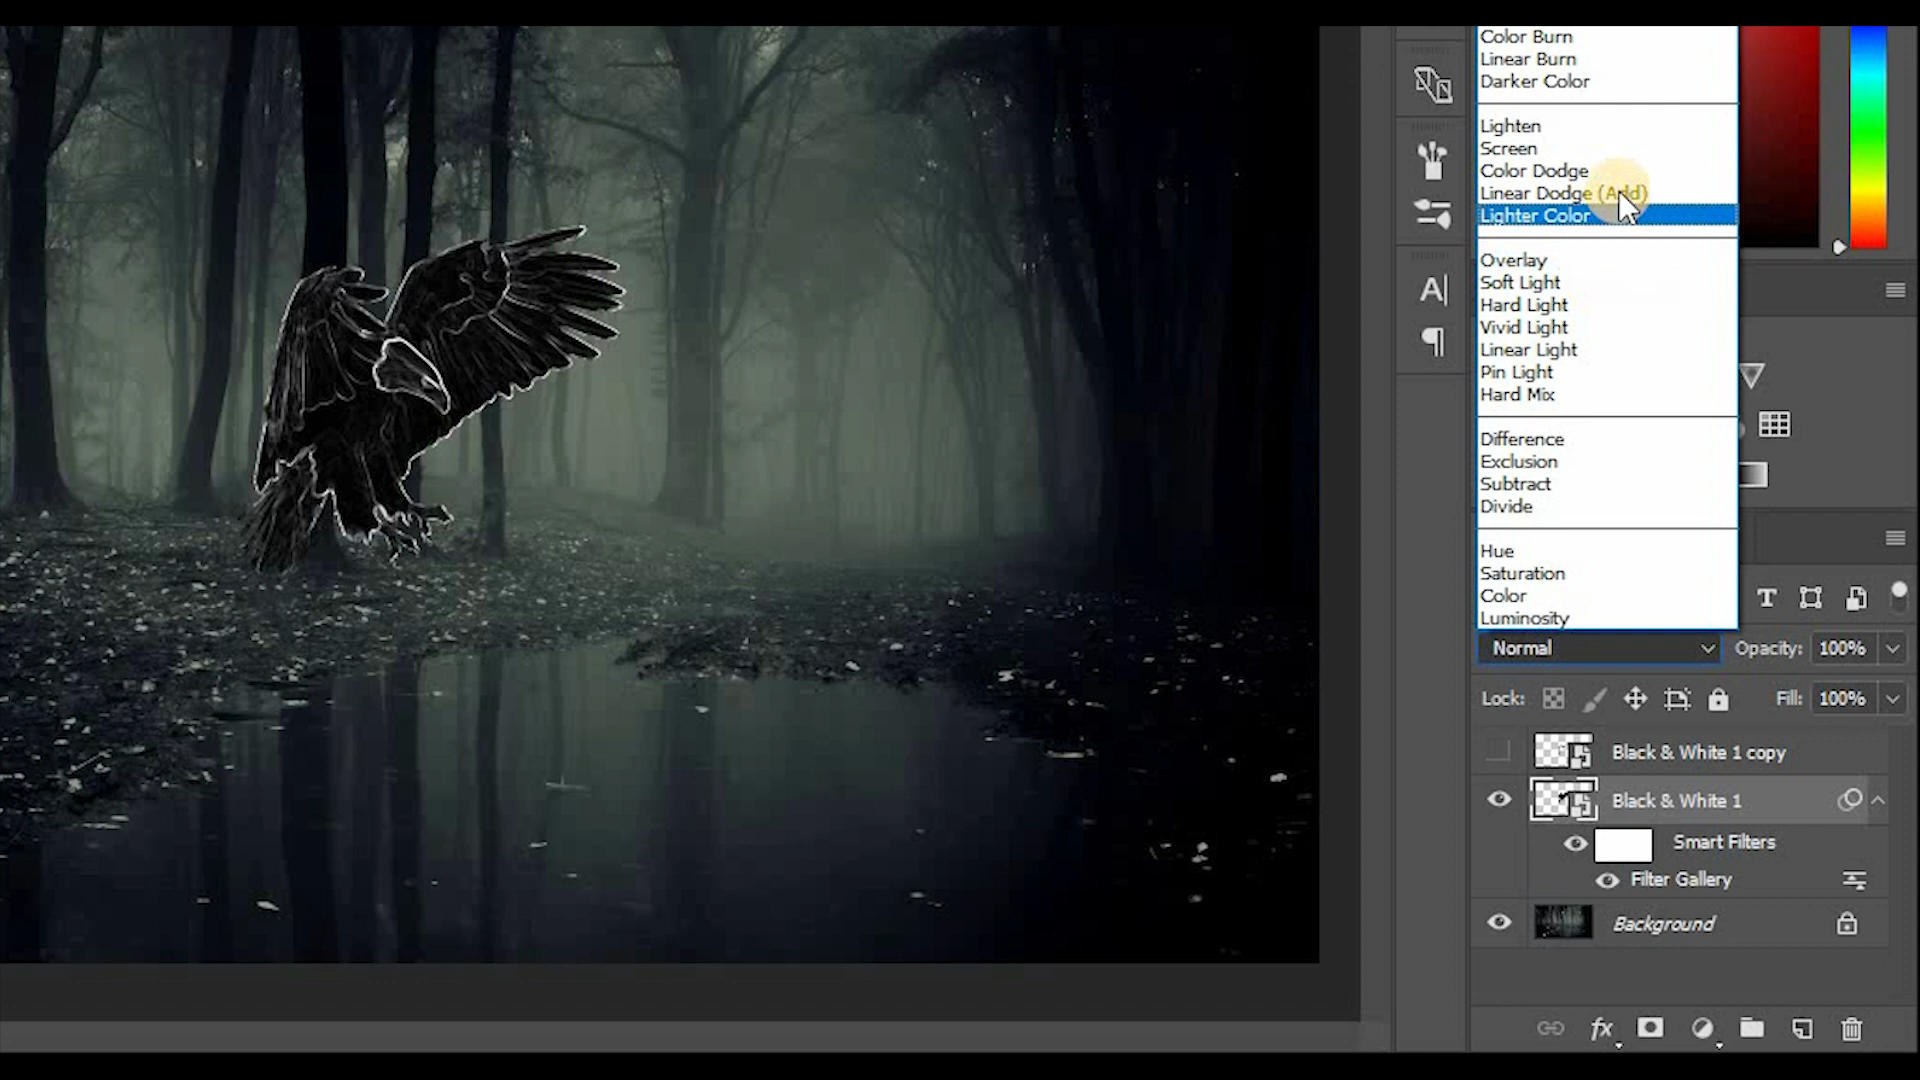 Color Burn
Linear Burn
Darker Color
Lighten
Screen
Color Dodge
Linear Dodge (Add)
Lighter Color
Overlay
Soft Light
Hard Light
Vivid Light
Linear Light
Pin Light
Hard Mix
Difference
Exclusion
Subtract
Divide
Hue
Saturation
Color
Luminosity
Normal Opacity: 100%
Lock: Fill: 100%
Black & White 1 copy
Black & White 1
Smart Filters
Filter Gallery
Background
fx